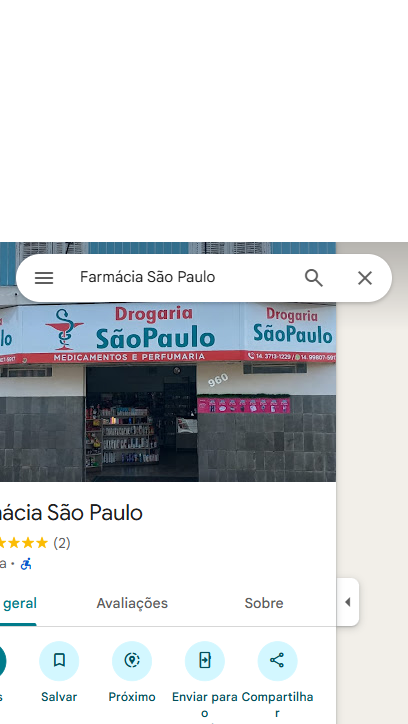 Farmácia São Paulo
Drogaria
SãoPaulo
MEDICAMENTOS E PERFUMARIA
Drogaria
SãoPaulo
14. 3713-1229 / 14. 99807-591
960
mácia São Paulo
(2)
a ·
geral
Avaliações
Sobre
s
Salvar
Próximo
Enviar para o
Compartilhar